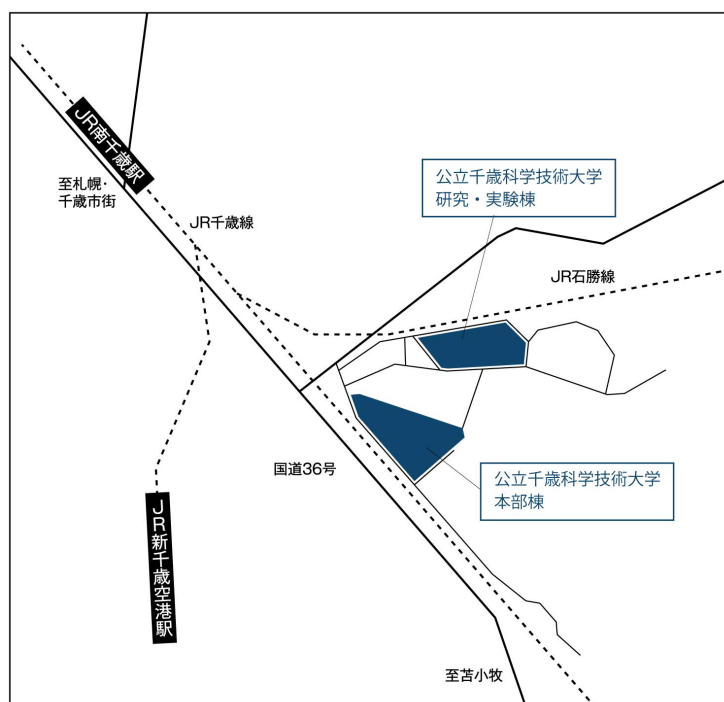 JR南千歳駅
至札幌・
千歳市街
JR千歳線
公立千歳科学技術大学
研究・実験棟
JR石勝線
国道36号
公立千歳科学技術大学
本部棟
JR新千歳空港駅
至苫小牧